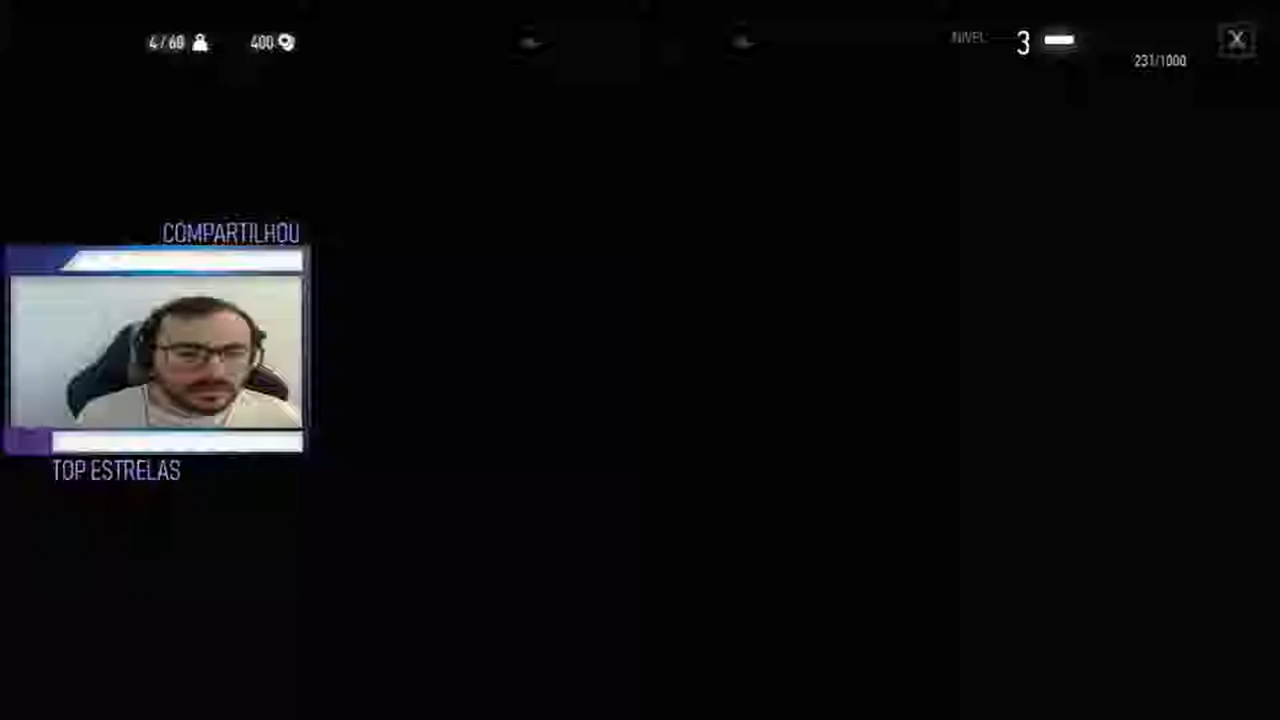 4/60
400
NIVEL 3
231/1000
X
COMPARTILHOU
TOP ESTRELAS